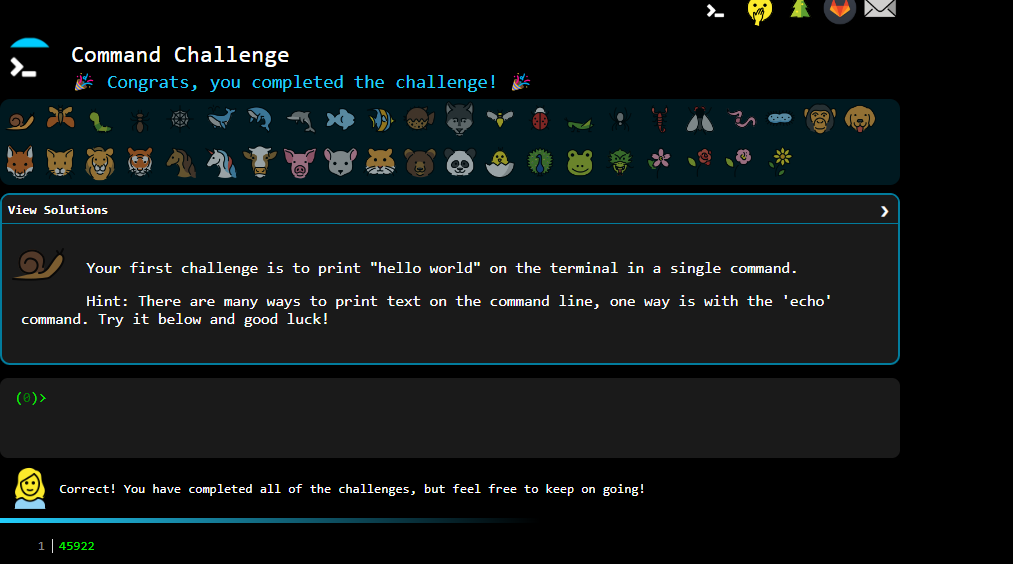 Command Challenge
🎉 Congrats, you completed the challenge! 🎉
View Solutions
Your first challenge is to print "hello world" on the terminal in a single command.
Hint: There are many ways to print text on the command line, one way is with the 'echo'
command. Try it below and good luck!
(0)>
Correct! You have completed all of the challenges, but feel free to keep on going!
1 45922